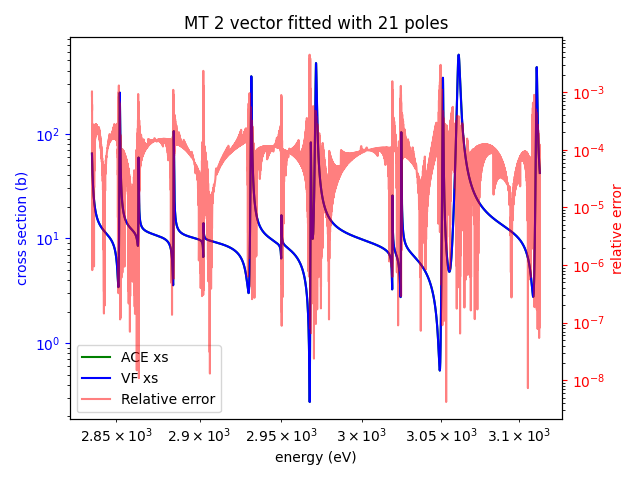 MT 2 vector fitted with 21 poles
cross section (b)
10²
10¹
10⁰
10⁻³
10⁻⁴
10⁻⁵
10⁻⁶
10⁻⁷
10⁻⁸
relative error
ACE xs
VF xs
Relative error
2.85 × 10³ 2.9 × 10³ 2.95 × 10³ 3 × 10³ 3.05 × 10³ 3.1 × 10³
energy (eV)